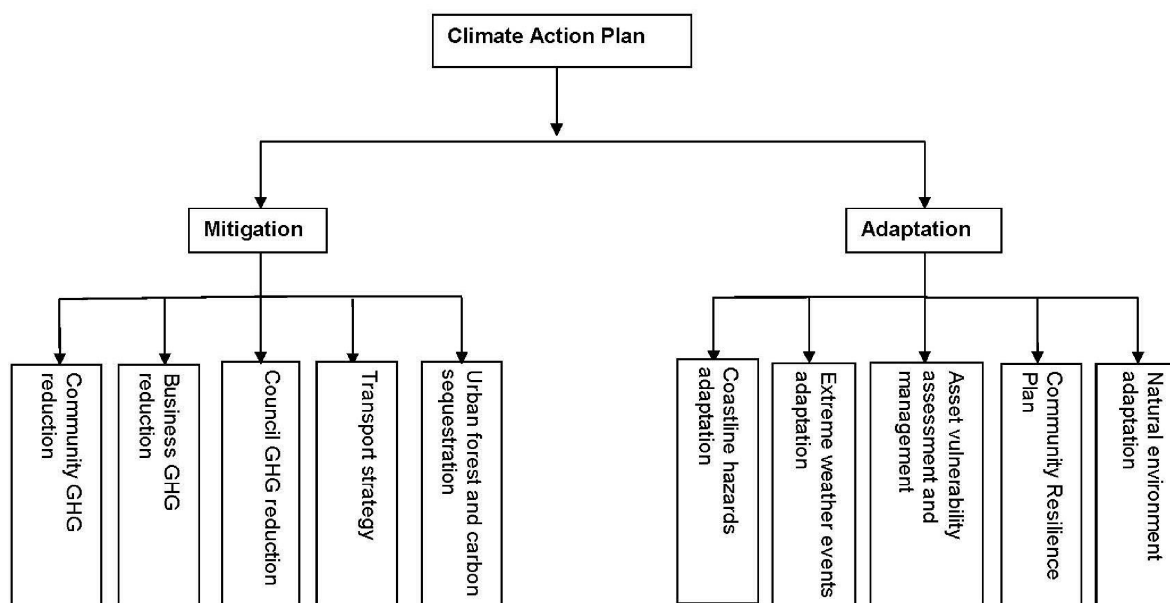 Climate Action Plan
Mitigation
Adaptation
Community GHG
reduction
Business GHG
reduction
Council GHG reduction
Transport strategy
Urban forest and carbon
sequestration
Coastline hazards
adaptation
Extreme weather events
adaptation
Asset vulnerability
assessment and
management
Community Resilience
Plan
Natural environment
adaptation